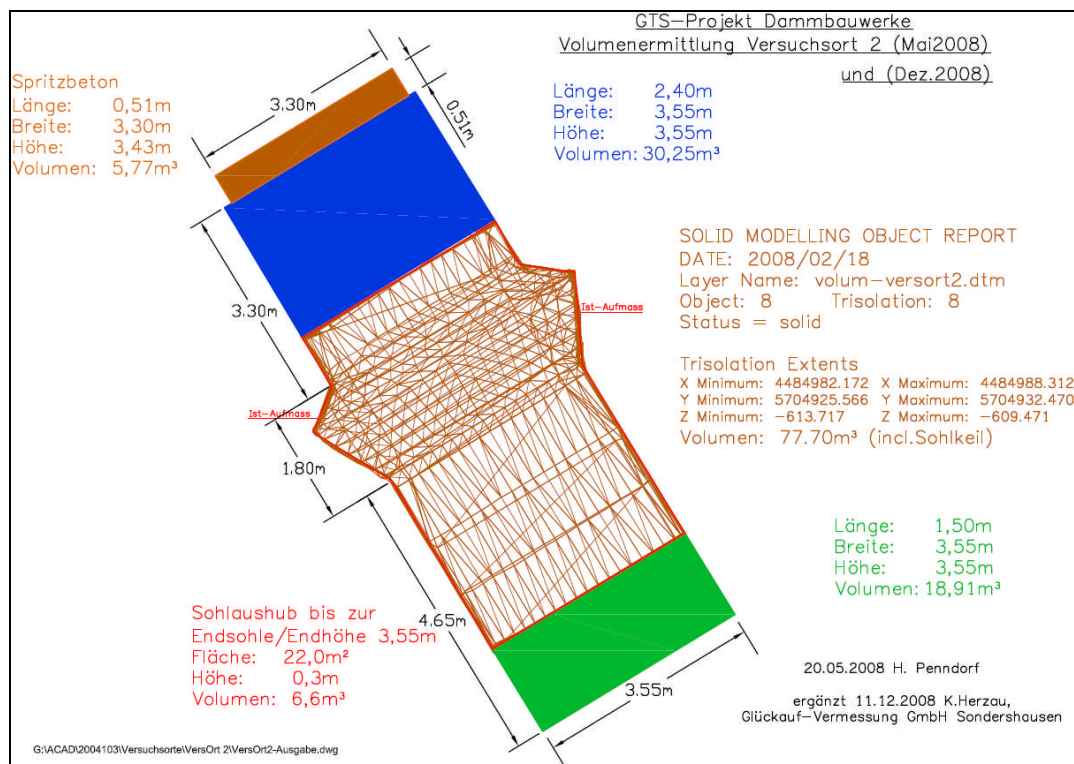 GTS-Projekt Dammbauwerke
Volumenermittlung Versuchsort 2 (Mai2008)
und (Dez.2008)
Spritzbeton
Länge: 0,51m
Breite: 3,30m
Höhe: 3,43m
Volumen: 5,77m³
3.30m
0.51m
Länge: 2,40m
Breite: 3,55m
Höhe: 3,55m
Volumen: 30,25m³
SOLID MODELLING OBJECT REPORT
DATE: 2008/02/18
Layer Name: volum-versort2.dtm
Object: 8 Trisolation: 8
Status = solid
Trisolation Extents
X Minimum: 4484982.172 X Maximum: 4484988.312
Y Minimum: 5704925.566 Y Maximum: 5704932.470
Z Minimum: -613.717 Z Maximum: -609.471
Volumen: 77.70m³ (incl.Sohlkeil)
3.30m
Ist-Aufmass
Ist-Aufmass
1.80m
4.65m
3.55m
Länge: 1,50m
Breite: 3,55m
Höhe: 3,55m
Volumen: 18,91m³
Sohlaushub bis zur
Endsohle/Endhöhe 3,55m
Fläche: 22,0m²
Höhe: 0,3m
Volumen: 6,6m³
20.05.2008 H. Penndorf
ergänzt 11.12.2008 K.Herzau,
Glückauf-Vermessung GmbH Sondershausen
G:\ACAD\2004103\Versuchsorte\VersOrt 2\VersOrt2-Ausgabe.dwg